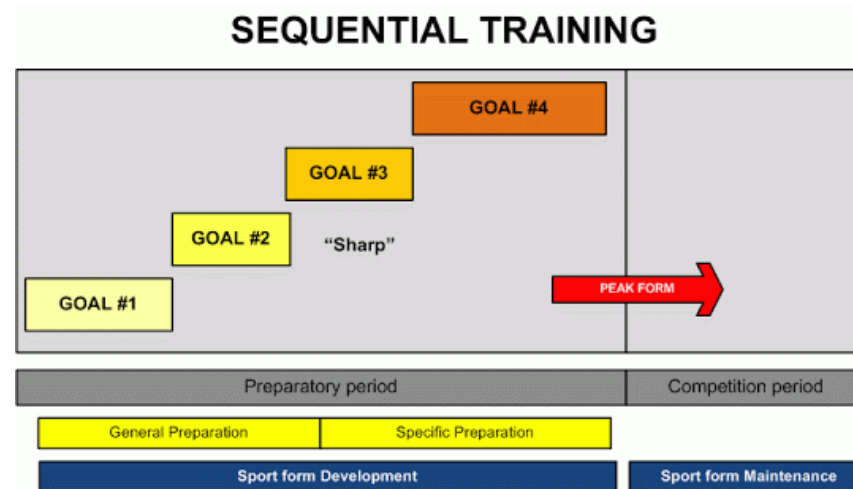 SEQUENTIAL TRAINING
GOAL #4
GOAL #3
GOAL #2
“Sharp”
GOAL #1
PEAK FORM
Preparatory period
Competition period
General Preparation
Specific Preparation
Sport form Development
Sport form Maintenance